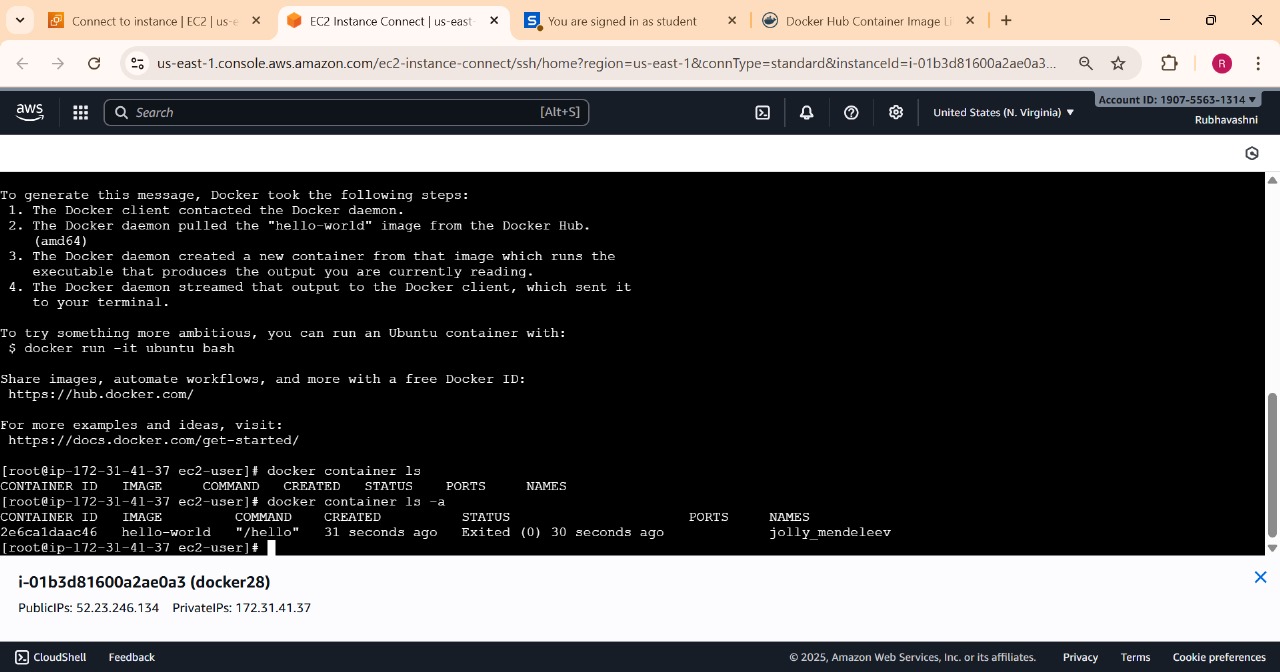 Connect to instance | EC2 | us-e
EC2 Instance Connect | us-east-
You are signed in as student
Docker Hub Container Image Li
us-east-1.console.aws.amazon.com/ec2-instance-connect/ssh/home?region=us-east-1&connType=standard&instanceId=i-01b3d81600a2ae0a3...
R
aws
Search
[Alt+S]
United States (N. Virginia) ▼
Account ID: 1907-5563-1314 ▼
Rubhavashni
To generate this message, Docker took the following steps:
1. The Docker client contacted the Docker daemon.
2. The Docker daemon pulled the "hello-world" image from the Docker Hub.
(amd64)
3. The Docker daemon created a new container from that image which runs the
executable that produces the output you are currently reading.
4. The Docker daemon streamed that output to the Docker client, which sent it
to your terminal.
To try something more ambitious, you can run an Ubuntu container with:
$ docker run -it ubuntu bash
Share images, automate workflows, and more with a free Docker ID:
https://hub.docker.com/
For more examples and ideas, visit:
https://docs.docker.com/get-started/
[root@ip-172-31-41-37 ec2-user]# docker container ls
CONTAINER ID   IMAGE     COMMAND   CREATED   STATUS    PORTS     NAMES
[root@ip-172-31-41-37 ec2-user]# docker container ls -a
CONTAINER ID   IMAGE         COMMAND    CREATED          STATUS                      PORTS     NAMES
2e6ca1daac46   hello-world   "/hello"   31 seconds ago   Exited (0) 30 seconds ago             jolly_mendeleev
[root@ip-172-31-41-37 ec2-user]#
i-01b3d81600a2ae0a3 (docker28)
PublicIPs: 52.23.246.134 PrivateIPs: 172.31.41.37
CloudShell Feedback © 2025, Amazon Web Services, Inc. or its affiliates. Privacy Terms Cookie preferences